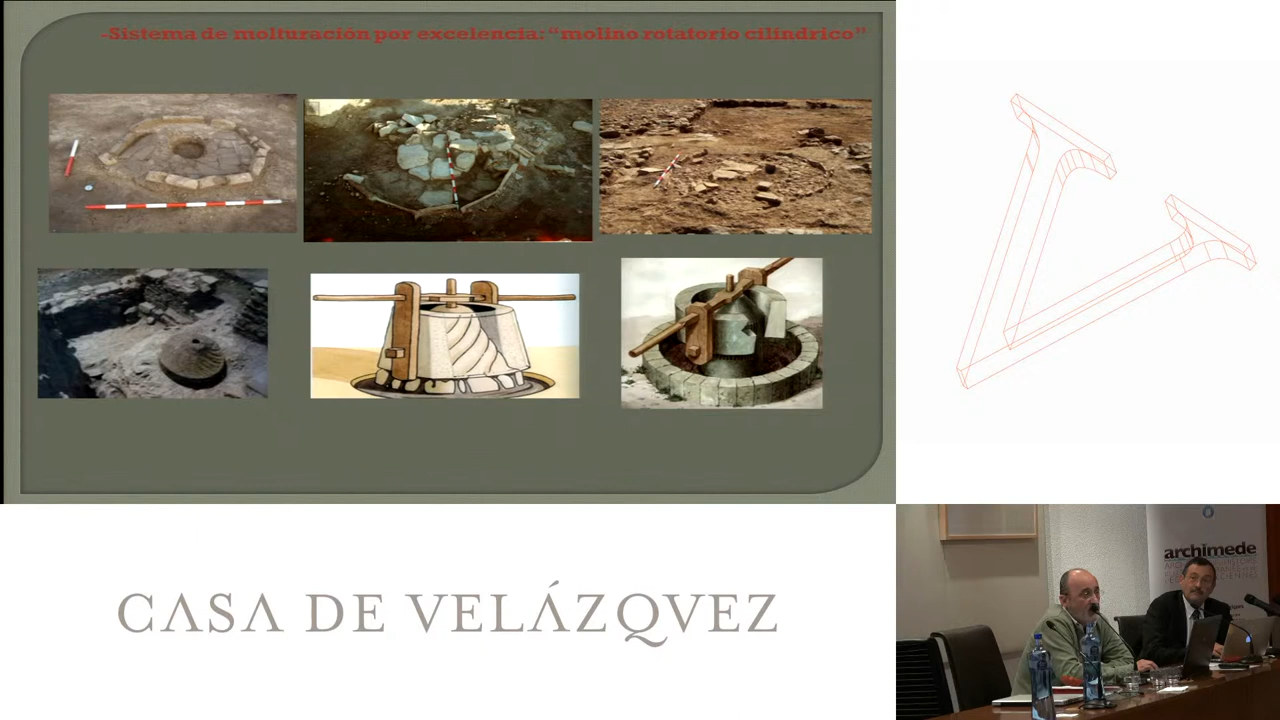 -Sistema de molturación por excelencia: “molino rotatorio cilíndrico”
CASA DE VELÁZQVEZ
archimede